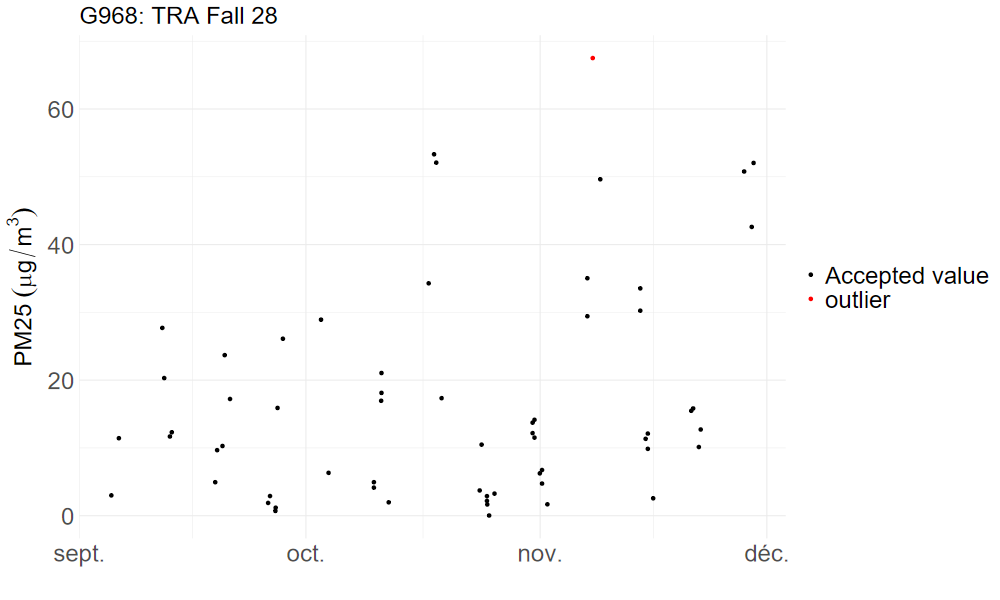 G968: TRA Fall 28
PM25 (μg/m³)
60
40
20
0
sept.
oct.
nov.
déc.
Accepted value
outlier